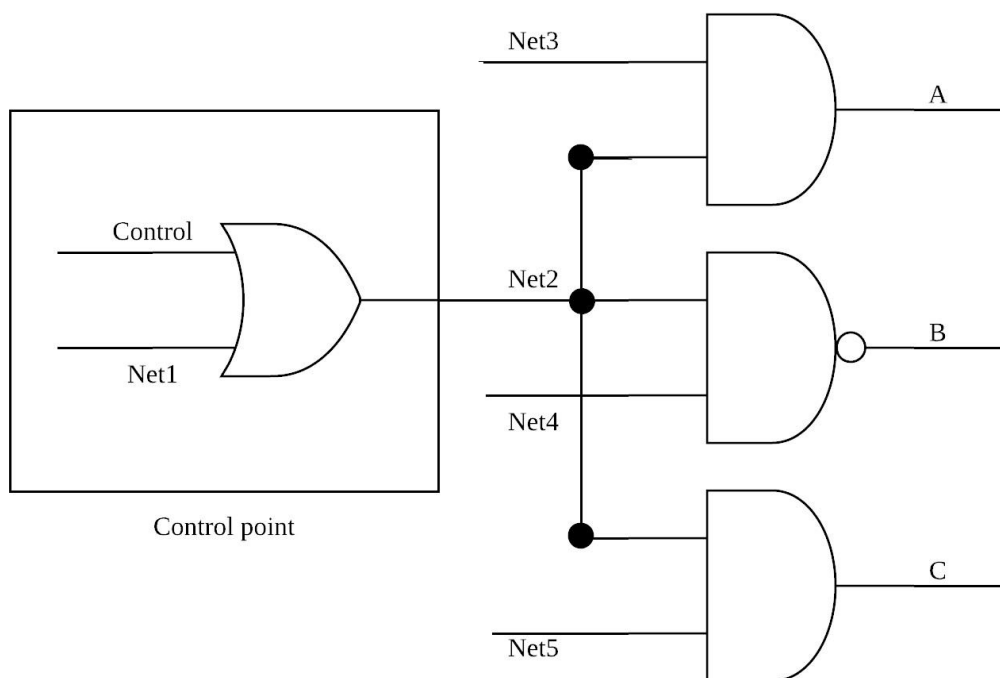 Net3
A
Control
Net2
B
Net1
Net4
Control point
C
Net5